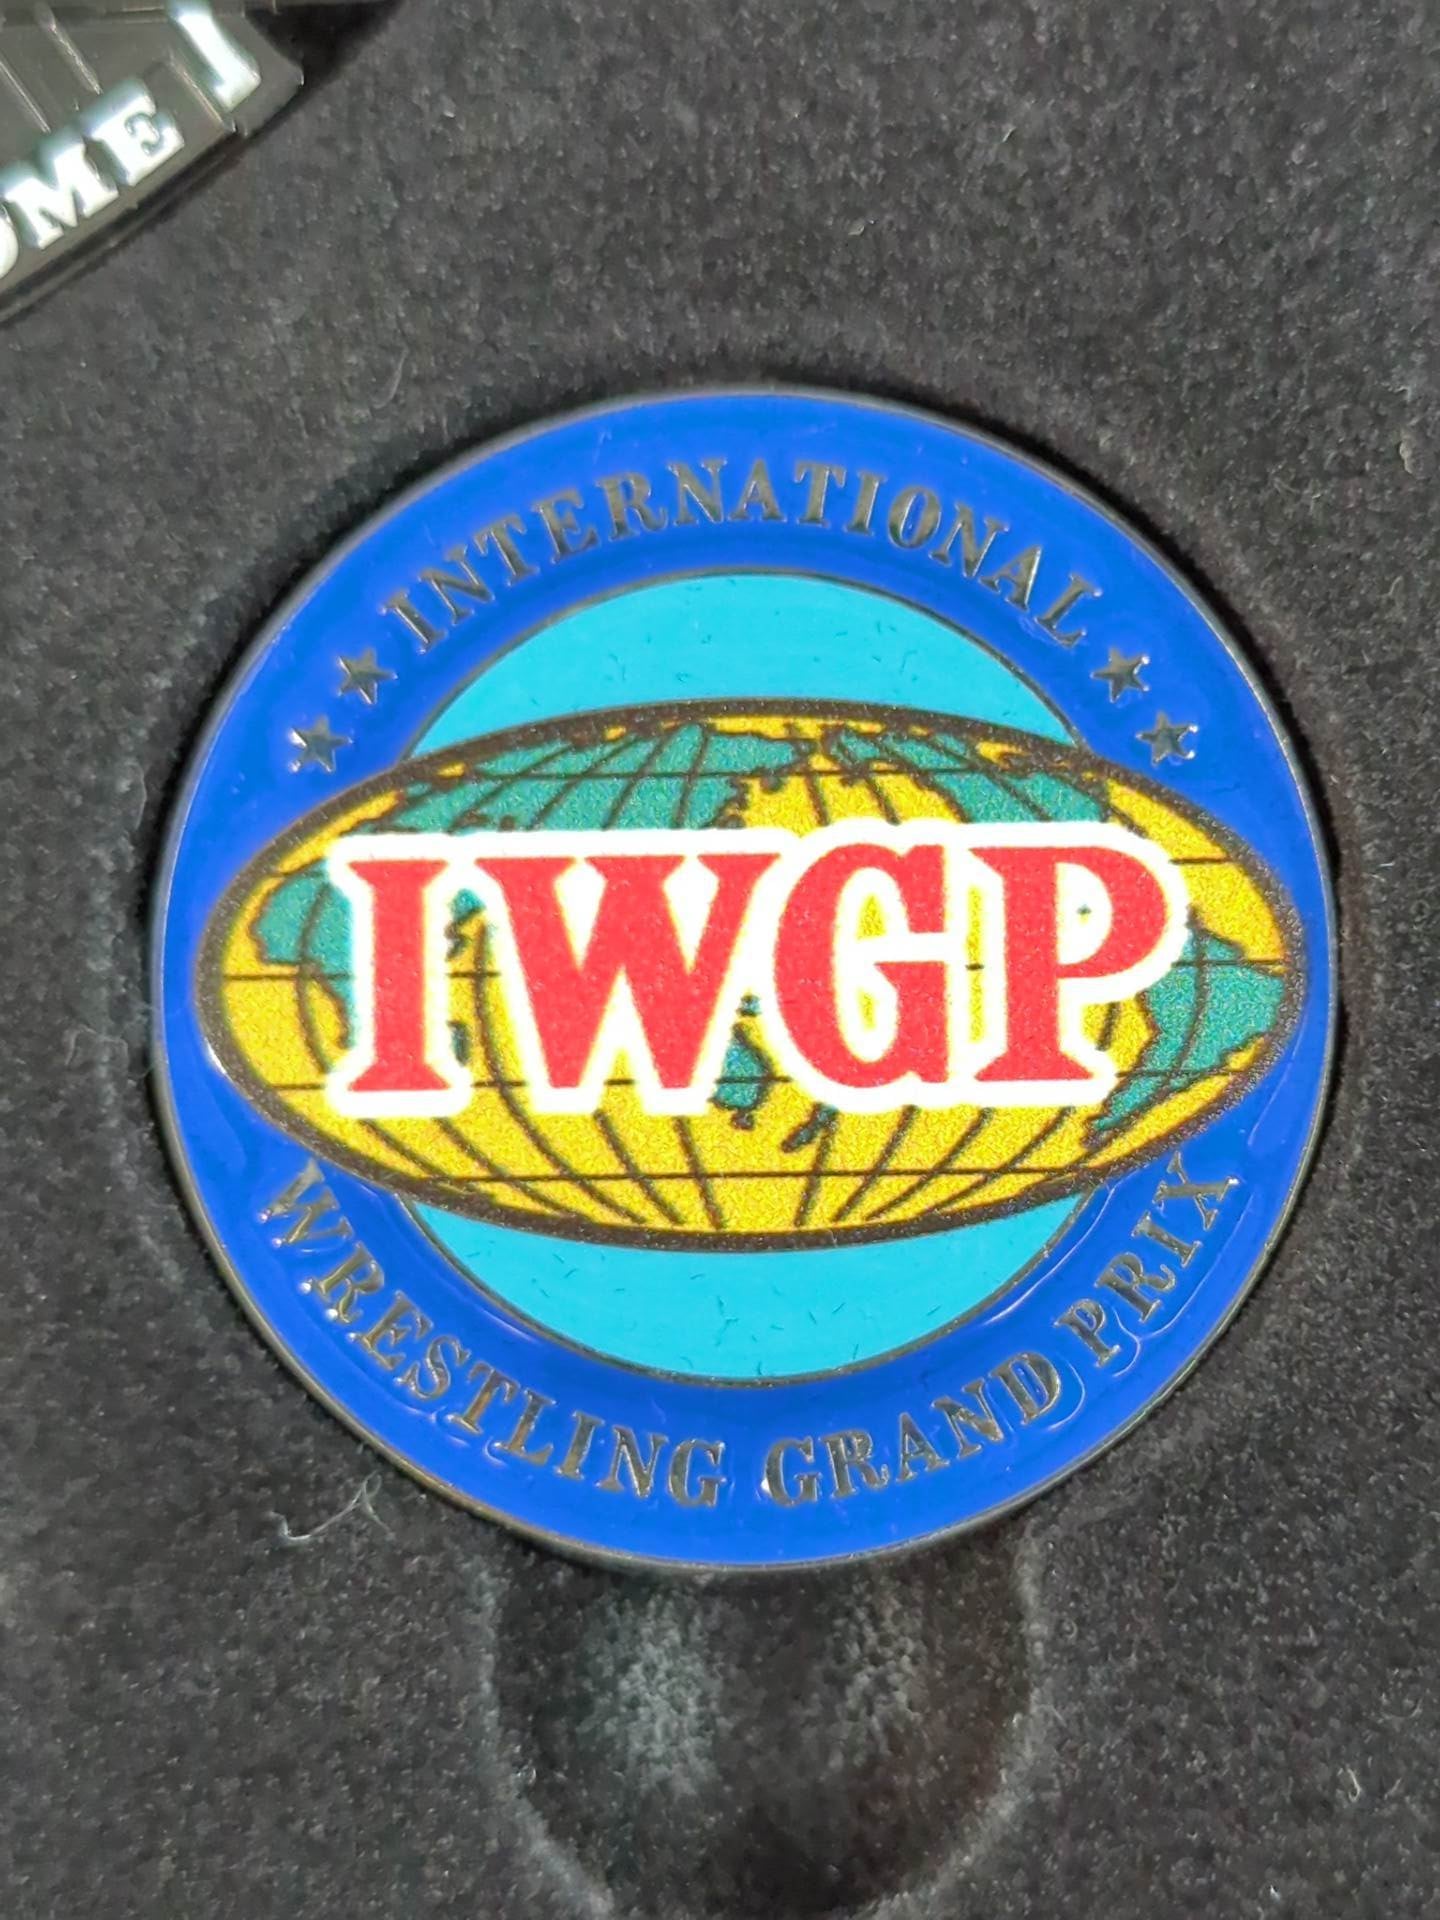 INTERNATIONAL
IWGP
WRESTLING GRAND PRIX